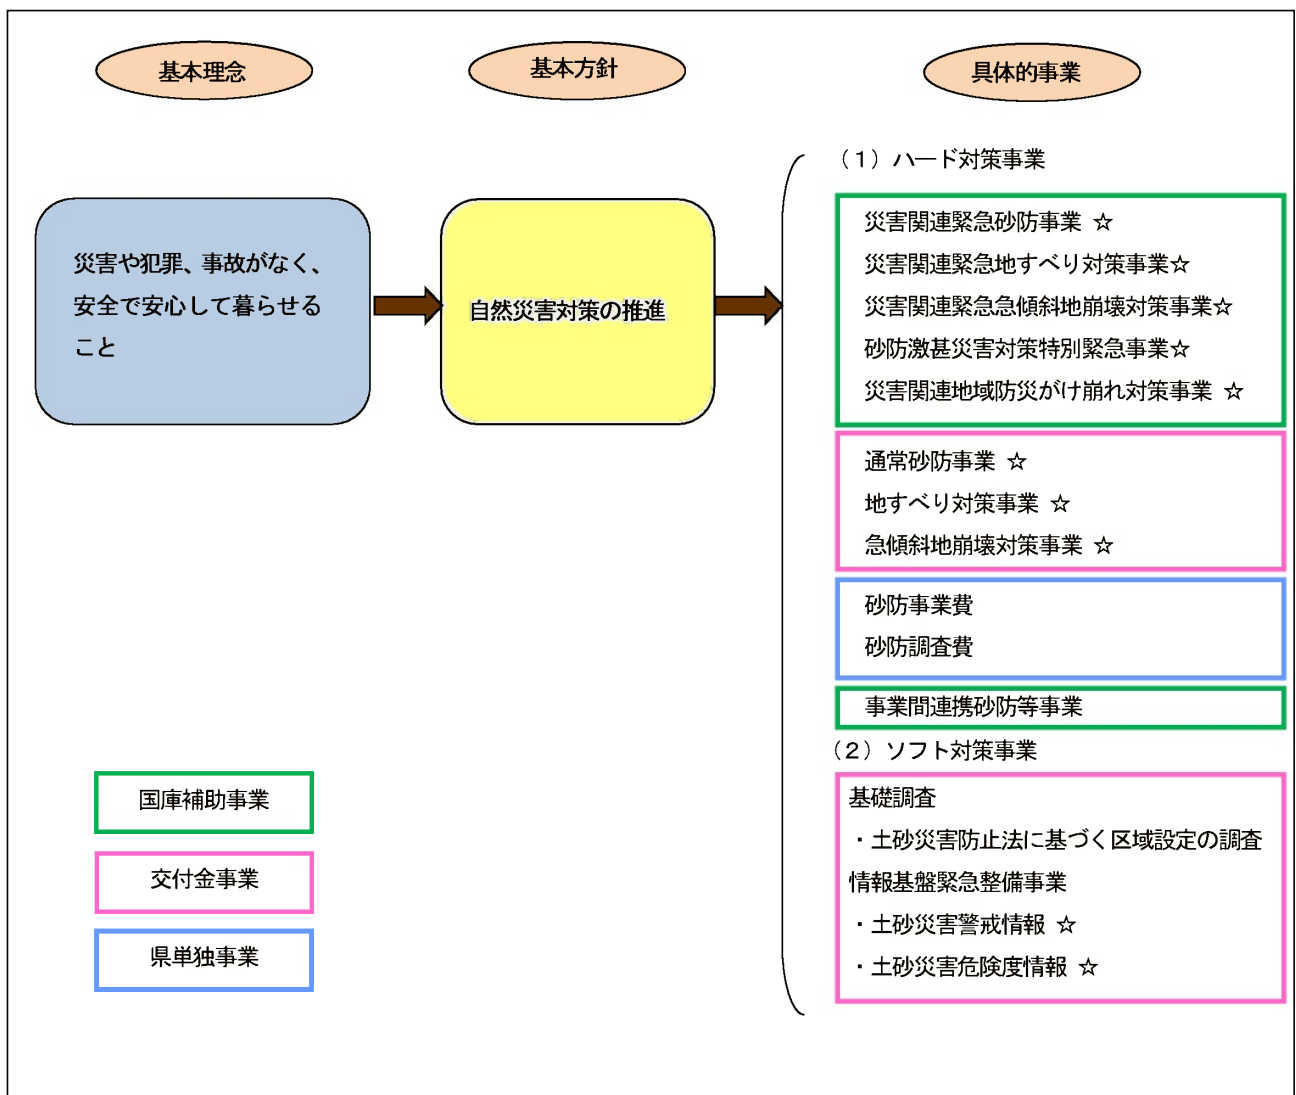 基本理念
基本方針
具体的事業
災害や犯罪、事故がなく、
安全で安心して暮らせる
こと
自然災害対策の推進
（１）ハード対策事業
災害関連緊急砂防事業 ☆
災害関連緊急地すべり対策事業☆
災害関連緊急急傾斜地崩壊対策事業☆
砂防激甚災害対策特別緊急事業☆
災害関連地域防災がけ崩れ対策事業 ☆
通常砂防事業 ☆
地すべり対策事業 ☆
急傾斜地崩壊対策事業 ☆
砂防事業費
砂防調査費
事業間連携砂防等事業
（２）ソフト対策事業
基礎調査
・土砂災害防止法に基づく区域設定の調査
情報基盤緊急整備事業
・土砂災害警戒情報 ☆
・土砂災害危険度情報 ☆
国庫補助事業
交付金事業
県単独事業